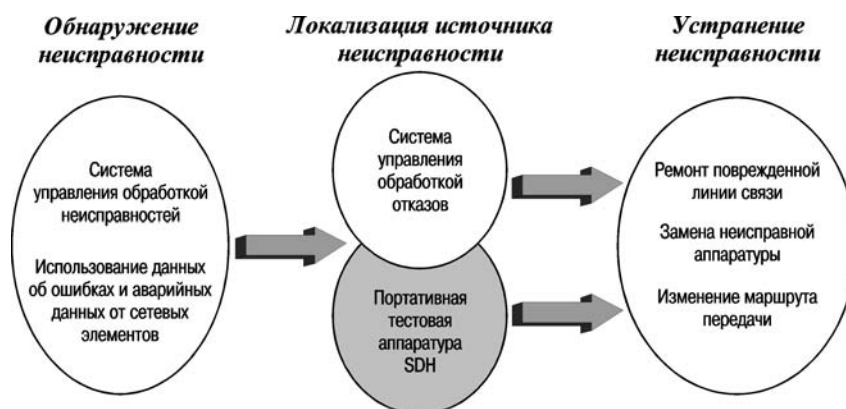 Обнаружение
неисправности
Локализация источника
неисправности
Устранение
неисправности
Система
управления обработкой
неисправностей
Использование данных
об ошибках и аварийных
данных от сетевых
элементов
Система
управления
обработкой
отказов
Портативная
тестовая
аппаратура
SDH
Ремонт поврежденной
линии связи
Замена неисправной
аппаратуры
Изменение маршрута
передачи